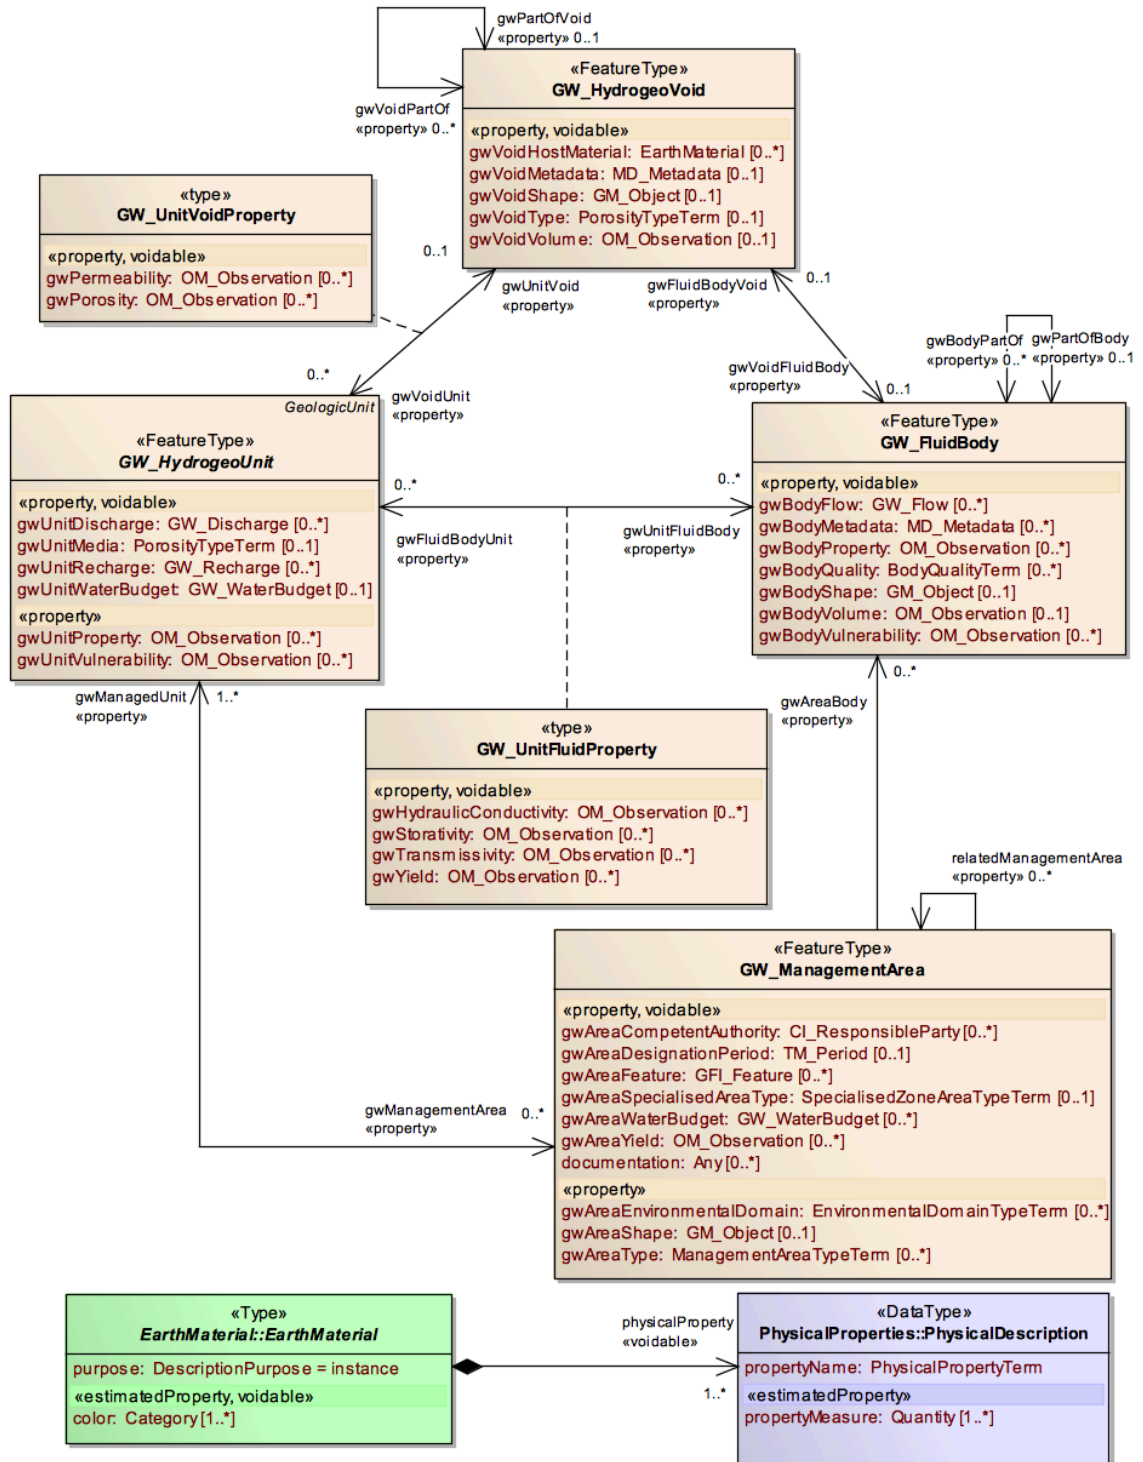 gwPartOfVoid
«property» 0..1
gwVoidPartOf
«property» 0..*
«FeatureType»
GW_HydrogeoVoid
«property, voidable»
gwVoidHostMaterial: EarthMaterial [0..*]
gwVoidMetadata: MD_Metadata [0..1]
gwVoidShape: GM_Object [0..1]
gwVoidType: PorosityTypeTerm [0..1]
gwVoidVolume: OM_Observation [0..1]
«type»
GW_UnitVoidProperty
«property, voidable»
gwPermeability: OM_Observation [0..*]
gwPorosity: OM_Observation [0..*]
0..1
gwUnitVoid
«property»
gwFluidBodyVoid
«property»
0..1
gwBodyPartOf
«property» 0..*
gwPartOfBody
«property» 0..1
0..*
gwVoidUnit
«property»
gwVoidFluidBody
«property»
0..1
GeologicUnit
«FeatureType»
GW_HydrogeoUnit
«property, voidable»
gwUnitDischarge: GW_Discharge [0..*]
gwUnitMedia: PorosityTypeTerm [0..1]
gwUnitRecharge: GW_Recharge [0..*]
gwUnitWaterBudget: GW_WaterBudget [0..1]
«property»
gwUnitProperty: OM_Observation [0..*]
gwUnitVulnerability: OM_Observation [0..*]
0..*
gwFluidBodyUnit
«property»
0..*
gwUnitFluidBody
«property»
«FeatureType»
GW_FluidBody
«property, voidable»
gwBodyFlow: GW_Flow [0..*]
gwBodyMetadata: MD_Metadata [0..*]
gwBodyProperty: OM_Observation [0..*]
gwBodyQuality: BodyQualityTerm [0..*]
gwBodyShape: GM_Object [0..1]
gwBodyVolume: OM_Observation [0..1]
gwBodyVulnerability: OM_Observation [0..*]
gwManagedUnit
«property»
1..*
0..*
gwAreaBody
«property»
«type»
GW_UnitFluidProperty
«property, voidable»
gwHydraulicConductivity: OM_Observation [0..*]
gwStorativity: OM_Observation [0..*]
gwTransmissivity: OM_Observation [0..*]
gwYield: OM_Observation [0..*]
relatedManagementArea
«property» 0..*
gwManagementArea
«property»
0..*
«FeatureType»
GW_ManagementArea
«property, voidable»
gwAreaCompetentAuthority: CI_ResponsibleParty [0..*]
gwAreaDesignationPeriod: TM_Period [0..1]
gwAreaFeature: GFI_Feature [0..*]
gwAreaSpecialisedAreaType: SpecialisedZoneAreaTypeTerm [0..1]
gwAreaWaterBudget: GW_WaterBudget [0..*]
gwAreaYield: OM_Observation [0..*]
documentation: Any [0..*]
«property»
gwAreaEnvironmentalDomain: EnvironmentalDomainTypeTerm [0..*]
gwAreaShape: GM_Object [0..1]
gwAreaType: ManagementAreaTypeTerm [0..*]
«Type»
EarthMaterial::EarthMaterial
purpose: DescriptionPurpose = instance
«estimatedProperty, voidable»
color: Category [1..*]
physicalProperty
«voidable»
1..*
«DataType»
PhysicalProperties::PhysicalDescription
propertyName: PhysicalPropertyTerm
«estimatedProperty»
propertyMeasure: Quantity [1..*]